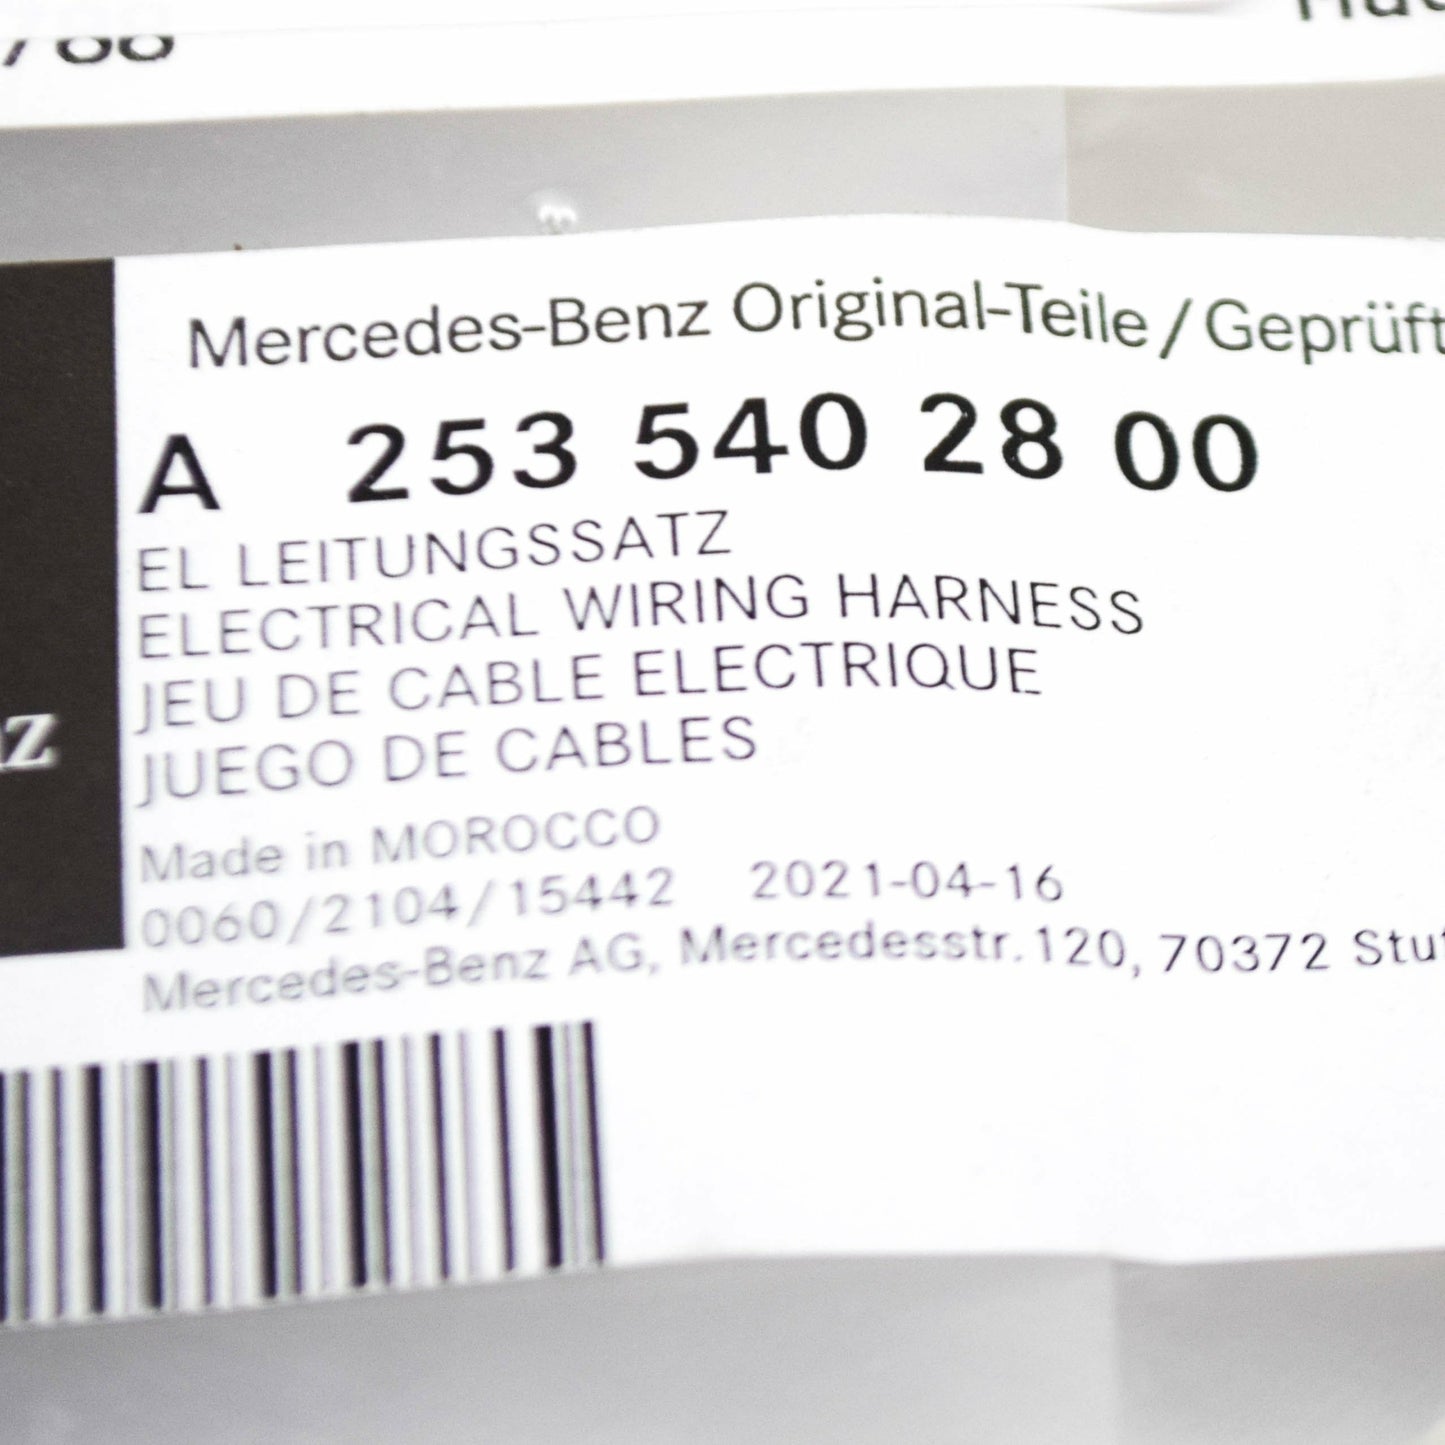 Mercedes-Benz Original-Teile / Geprüft
A 253 540 28 00
EL LEITUNGSSATZ
ELECTRICAL WIRING HARNESS
JEU DE CABLE ELECTRIQUE
JUEGO DE CABLES
Made in MOROCCO
0060/2104/15442 2021-04-16
Mercedes-Benz AG, Mercedesstr.120, 70372